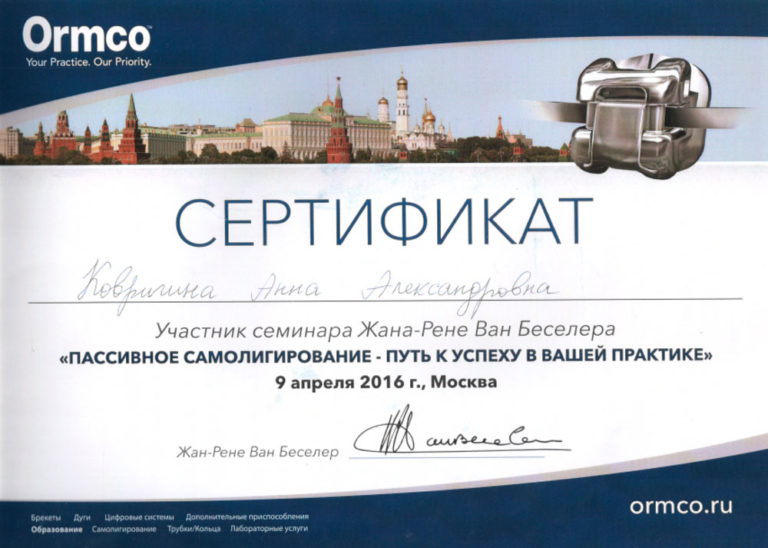 Ormco
Your Practice. Our Priority.
СЕРТИФИКАТ
Ковригина Анна Александровна
Участник семинара Жана-Рене Ван Беселера
«ПАССИВНОЕ САМОЛИГИРОВАНИЕ - ПУТЬ К УСПЕХУ В ВАШЕЙ ПРАКТИКЕ»
9 апреля 2016 г., Москва
Жан-Рене Ван Беселер
ormco.ru
Брекеты Дуги Цифровые системы Дополнительные приспособления
Образование Самолигирование Трубки/Кольца Лабораторные услуги